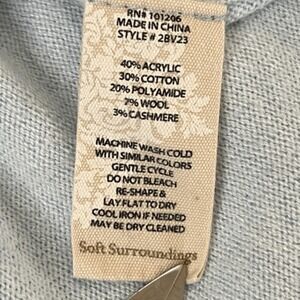 RN# 101206
MADE IN CHINA
STYLE # 2BV23
40% ACRYLIC
30% COTTON
20% POLYAMIDE
7% WOOL
3% CASHMERE
MACHINE WASH COLD
WITH SIMILAR COLORS
GENTLE CYCLE
DO NOT BLEACH
RE-SHAPE &
LAY FLAT TO DRY
COOL IRON IF NEEDED
MAY BE DRY CLEANED
Soft Surroundings